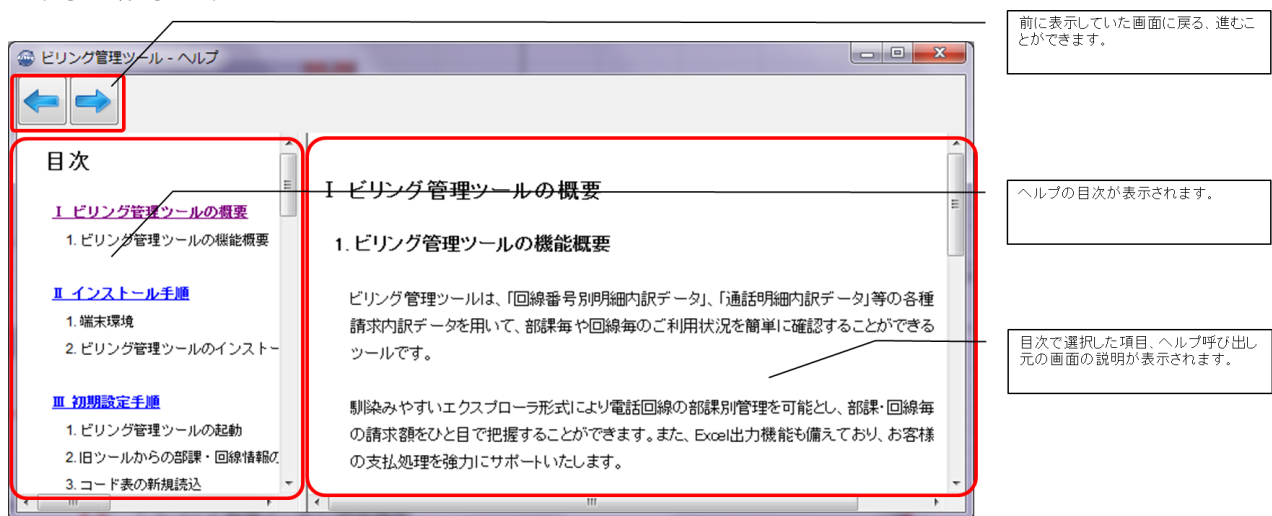 前に表示していた画面に戻る、進むこ
とができます。
ビリング管理ツール - ヘルプ
目次
Ⅰ ビリング管理ツールの概要
1. ビリング管理ツールの機能概要
Ⅱ インストール手順
1. 端末環境
2. ビリング管理ツールのインストー
Ⅲ 初期設定手順
1. ビリング管理ツールの起動
2. 旧ツールからの部課・回線情報の
3. コード表の新規読込
Ⅰ ビリング管理ツールの概要
1. ビリング管理ツールの機能概要
ビリング管理ツールは、「回線番号別明細内訳データ」、「通話明細内訳データ」等の各種
請求内訳データを用いて、部課毎や回線毎のご利用状況を簡単に確認することができる
ツールです。
馴染みやすいエクスプローラ形式により電話回線の部課別管理を可能とし、部課・回線毎
の請求額をひと目で把握することができます。また、Excel出力機能も備えており、お客様
の支払処理を強力にサポートいたします。
ヘルプの目次が表示されます。
目次で選択した項目、ヘルプ呼び出し
元の画面の説明が表示されます。